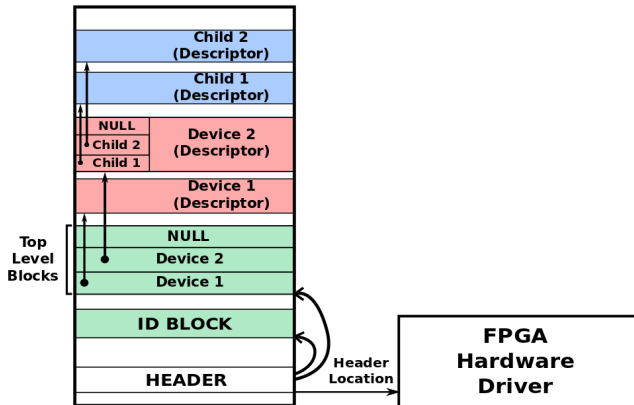 Child 2
(Descriptor)
Child 1
(Descriptor)
NULL
Child 2
Child 1
Device 2
(Descriptor)
Device 1
(Descriptor)
Top
Level
Blocks
NULL
Device 2
Device 1
ID BLOCK
HEADER
Header
Location
FPGA
Hardware
Driver